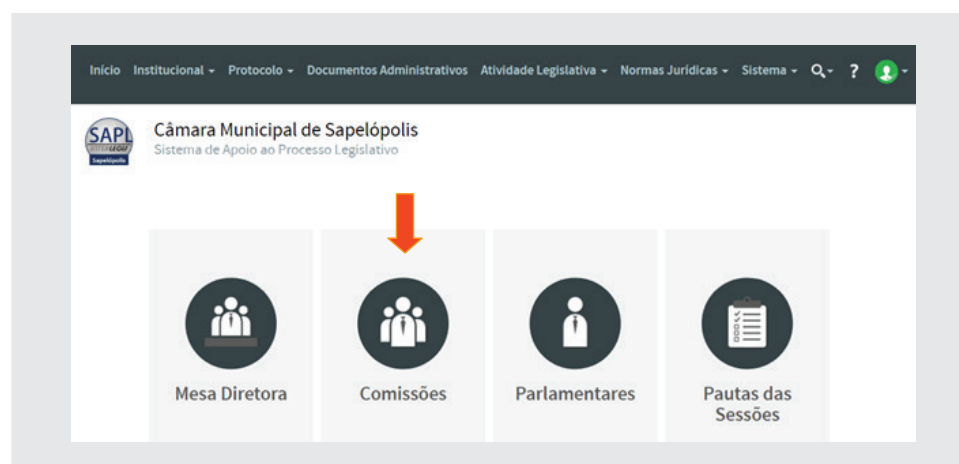 Início Institucional Protocolo Documentos Administrativos Atividade Legislativa Normas Jurídicas Sistema ?
SAPL
Sapelópolis
Câmara Municipal de Sapelópolis
Sistema de Apoio ao Processo Legislativo
Mesa Diretora Comissões Parlamentares Pautas das
Sessões